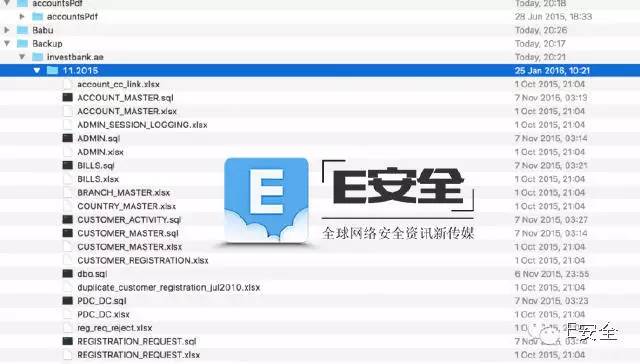 accountsPdf Today, 20:18
accountsPdf 28 Jun 2015, 18:33
Babu Today, 20:26
Backup Today, 20:17
investbank.ae Today, 20:21
11.2015 25 Jan 2016, 10:21
account_cc_link.xlsx 1 Oct 2015, 21:04
ACCOUNT_MASTER.sql 7 Nov 2015, 03:13
ACCOUNT_MASTER.xlsx 1 Oct 2015, 21:04
ADMIN_SESSION_LOGGING.xlsx 1 Oct 2015, 21:04
ADMIN.sql 7 Nov 2015, 03:14
ADMIN.xlsx 1 Oct 2015, 21:04
BILLS.sql 7 Nov 2015, 03:21
BILLS.xlsx 1 Oct 2015, 21:04
BRANCH_MASTER.xlsx 1 Oct 2015, 21:04
COUNTRY_MASTER.xlsx 1 Oct 2015, 21:04
CUSTOMER_ACTIVITY.sql 7 Nov 2015, 03:27
CUSTOMER_MASTER.sql 7 Nov 2015, 03:14
CUSTOMER_MASTER.xlsx 1 Oct 2015, 21:04
CUSTOMER_REGISTRATION.xlsx 1 Oct 2015, 21:04
dbo.sql 6 Nov 2015, 23:55
duplicate_customer_registration_jul2010.xlsx 1 Oct 2015, 21:04
PDC_DC.sql 7 Nov 2015, 03:22
PDC_DC.xlsx 1 Oct 2015, 21:04
reg_req_reject.xlsx 1 Oct 2015, 21:04
REGISTRATION_REQUEST.sql 7 Nov 2015, 03:14
REGISTRATION_REQUEST.xlsx 1 Oct 2015, 21:04
E
E安全
全球网络安全资讯新传媒
E安全